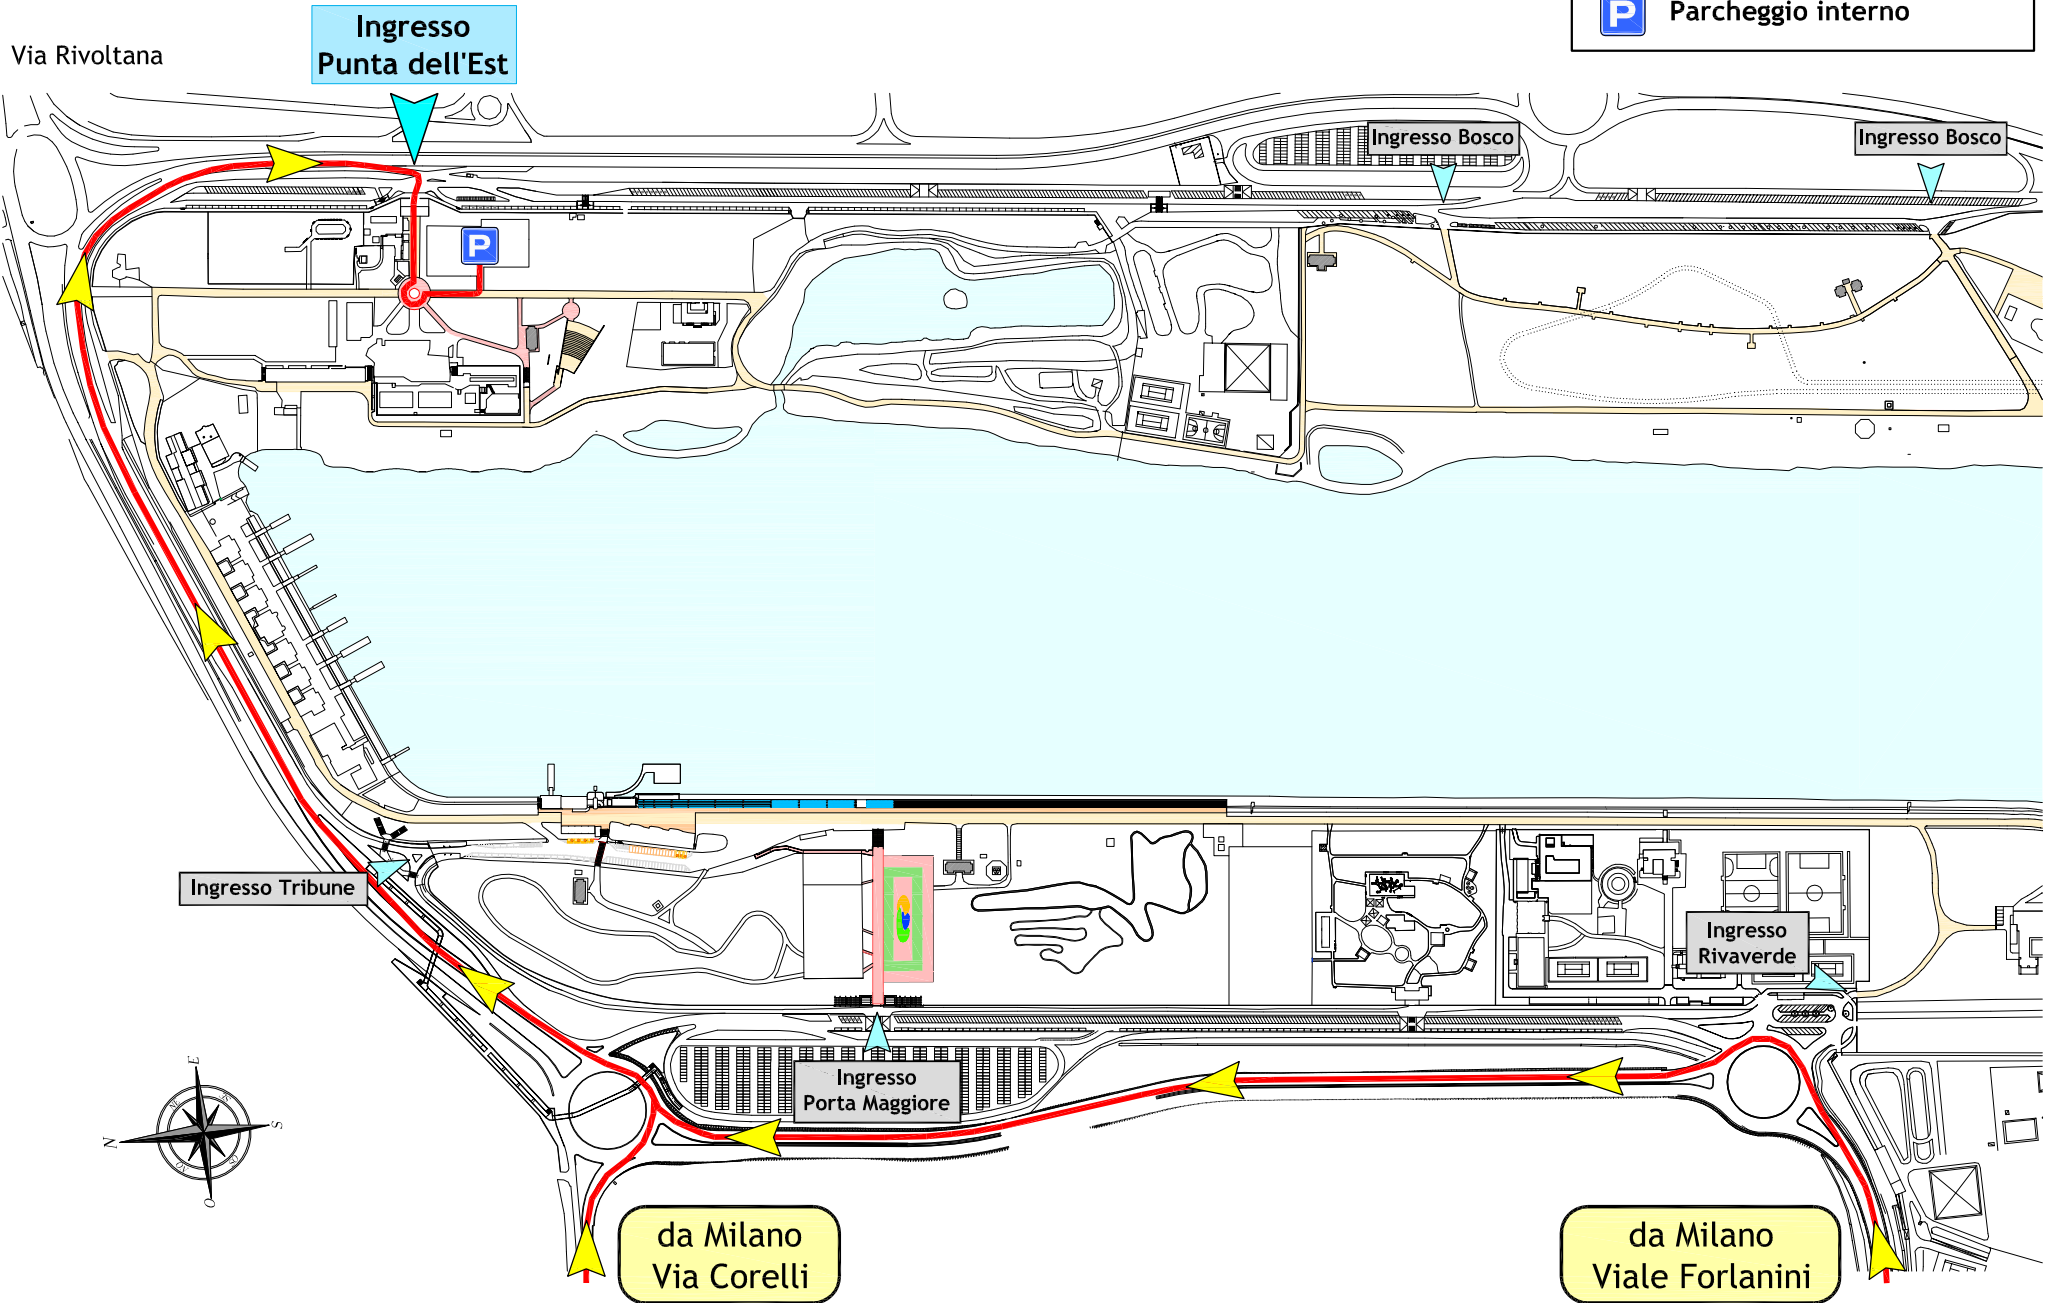 Ingresso
Punta dell'Est
P Parcheggio interno
Via Rivoltana
Ingresso Bosco
Ingresso Bosco
P
Ingresso Tribune
Ingresso
Rivaverde
Ingresso
Porta Maggiore
E
N
S
O
da Milano
Via Corelli
da Milano
Viale Forlanini